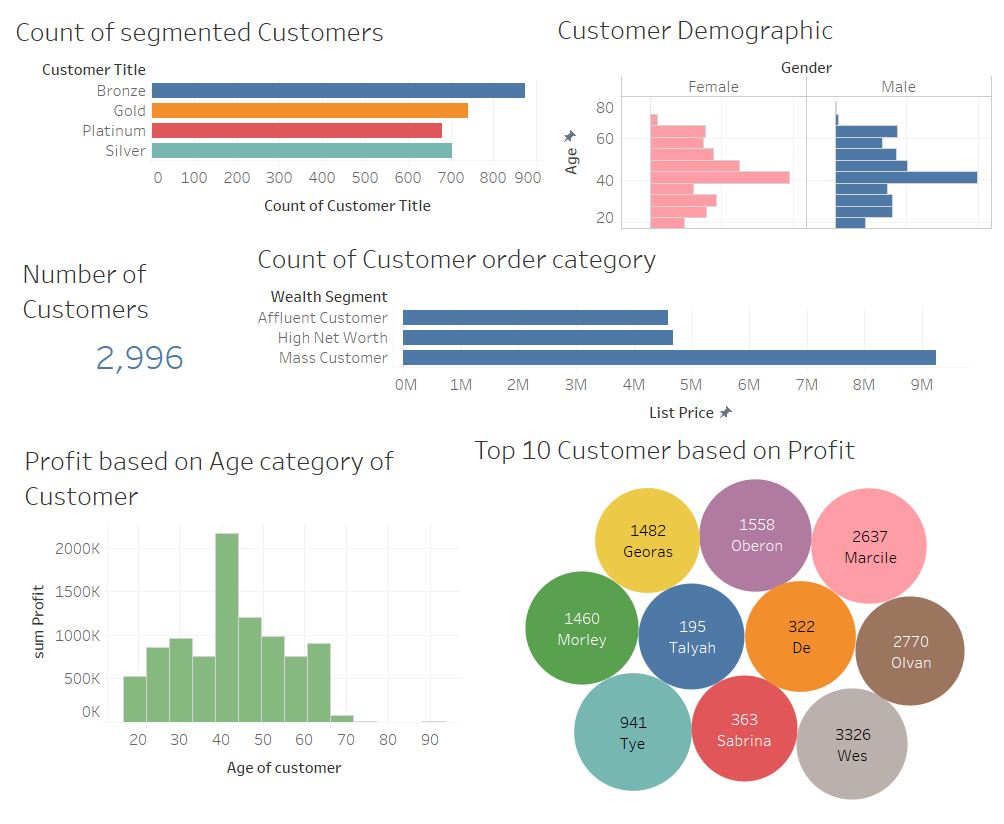 Count of segmented Customers
Customer Title
Bronze
Gold
Platinum
Silver
0 100 200 300 400 500 600 700 800 900
Count of Customer Title
Customer Demographic
Gender
Female Male
80
60
40
20
Age
Number of
Customers
2,996
Count of Customer order category
Wealth Segment
Affluent Customer
High Net Worth
Mass Customer
0M 1M 2M 3M 4M 5M 6M 7M 8M 9M
List Price
Profit based on Age category of
Customer
2000K
1500K
1000K
500K
0K
sum Profit
20 30 40 50 60 70 80 90
Age of customer
Top 10 Customer based on Profit
1482
Georas
1558
Oberon
2637
Marcile
1460
Morley
195
Talyah
322
De
2770
Olvan
941
Tye
363
Sabrina
3326
Wes